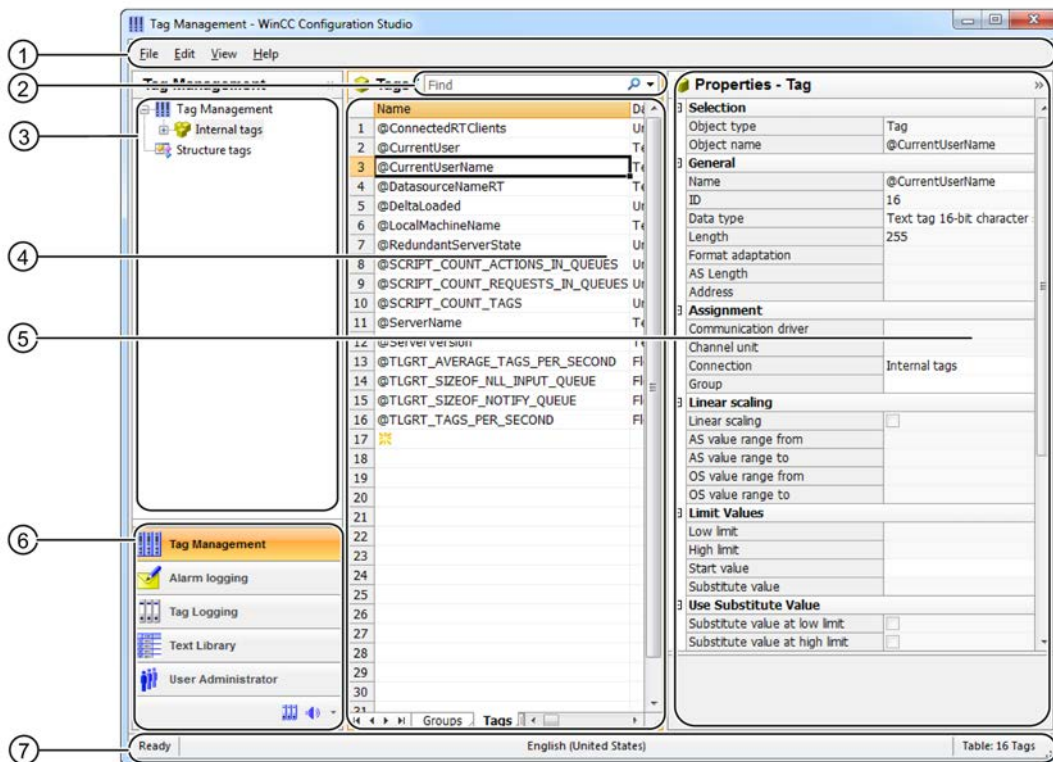 Tag Management - WinCC Configuration Studio
1
File Edit View Help
2
Tag Management »
Tags
Find
Properties - Tag »
3
Tag Management
Internal tags
Structure tags
Name
1 @ConnectedRTClients
2 @CurrentUser
3 @CurrentUserName
4 @DatasourceNameRT
5 @DeltaLoaded
6 @LocalMachineName
7 @RedundantServerState
8 @SCRIPT_COUNT_ACTIONS_IN_QUEUES
9 @SCRIPT_COUNT_REQUESTS_IN_QUEUES
10 @SCRIPT_COUNT_TAGS
11 @ServerName
12 @ServerVersion
13 @TLGRT_AVERAGE_TAGS_PER_SECOND
14 @TLGRT_SIZEOF_NLL_INPUT_QUEUE
15 @TLGRT_SIZEOF_NOTIFY_QUEUE
16 @TLGRT_TAGS_PER_SECOND
17
18
19
20
21
22
23
24
25
26
27
28
29
30
31
Groups Tags
4
5
Selection
Object type Tag
Object name @CurrentUserName
General
Name @CurrentUserName
ID 16
Data type Text tag 16-bit character
Length 255
Format adaptation
AS Length
Address
Assignment
Communication driver
Channel unit
Connection Internal tags
Group
Linear scaling
Linear scaling
AS value range from
AS value range to
OS value range from
OS value range to
Limit Values
Low limit
High limit
Start value
Substitute value
Use Substitute Value
Substitute value at low limit
Substitute value at high limit
6
Tag Management
Alarm logging
Tag Logging
Text Library
User Administrator
7
Ready English (United States) Table: 16 Tags